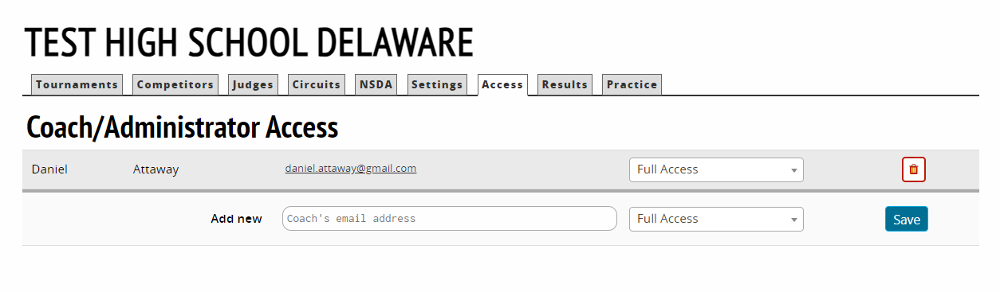 TEST HIGH SCHOOL DELAWARE
Tournaments Competitors Judges Circuits NSDA Settings Access Results Practice
Coach/Administrator Access
Daniel Attaway daniel.attaway@gmail.com Full Access
Add new Coach's email address Full Access Save